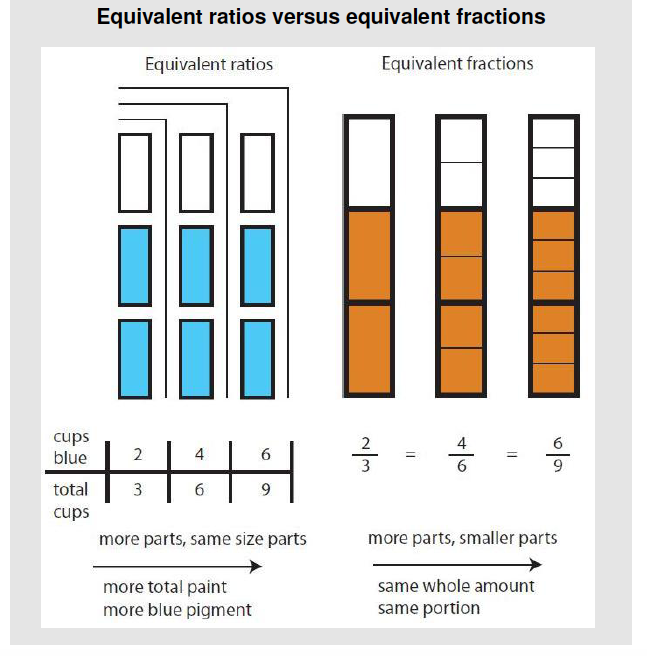 Equivalent ratios versus equivalent fractions
Equivalent ratios
cups
blue
2
4
6
total
cups
3
6
9
more parts, same size parts
more total paint
more blue pigment
Equivalent fractions
2
3
=
4
6
=
6
9
more parts, smaller parts
same whole amount
same portion